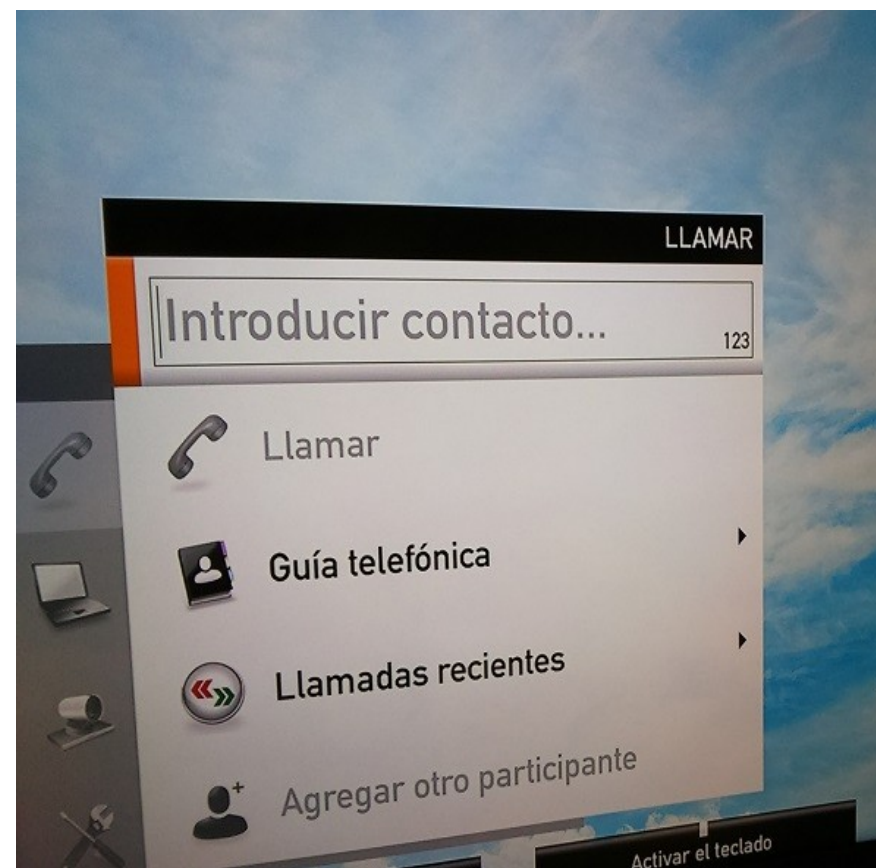 LLAMAR
Introducir contacto...
123
Llamar
Guía telefónica
Llamadas recientes
Agregar otro participante
Activar el teclado